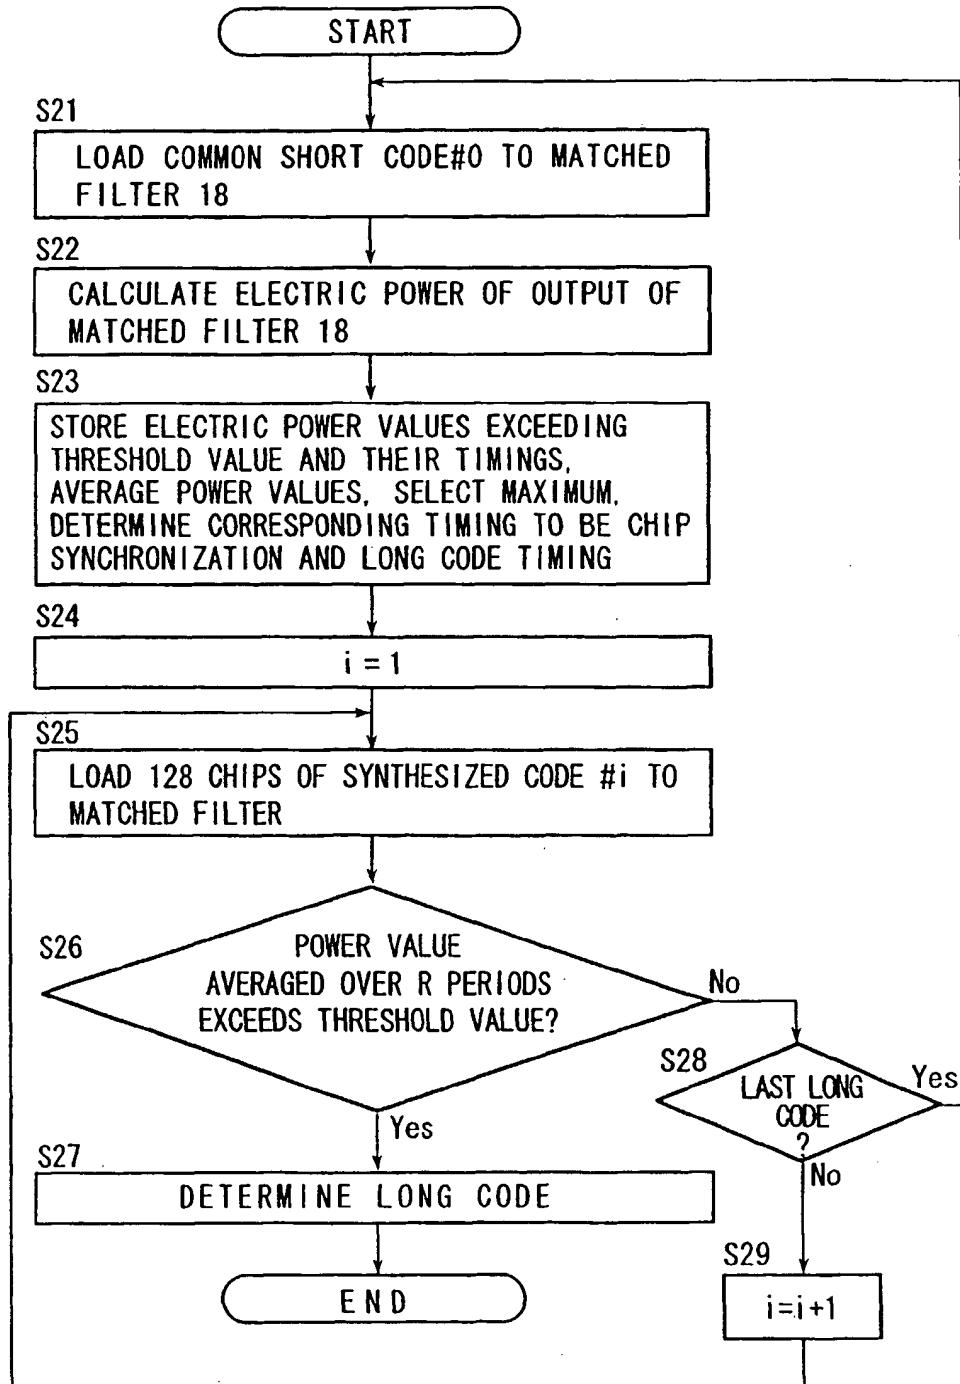 START
S21
LOAD COMMON SHORT CODE#0 TO MATCHED
FILTER 18
S22
CALCULATE ELECTRIC POWER OF OUTPUT OF
MATCHED FILTER 18
S23
STORE ELECTRIC POWER VALUES EXCEEDING
THRESHOLD VALUE AND THEIR TIMINGS,
AVERAGE POWER VALUES, SELECT MAXIMUM,
DETERMINE CORRESPONDING TIMING TO BE CHIP
SYNCHRONIZATION AND LONG CODE TIMING
S24
i = 1
S25
LOAD 128 CHIPS OF SYNTHESIZED CODE #i TO
MATCHED FILTER
S26
POWER VALUE
AVERAGED OVER R PERIODS
EXCEEDS THRESHOLD VALUE?
No
Yes
S28
LAST LONG
CODE
?
Yes
No
S27
DETERMINE LONG CODE
S29
i=i+1
END